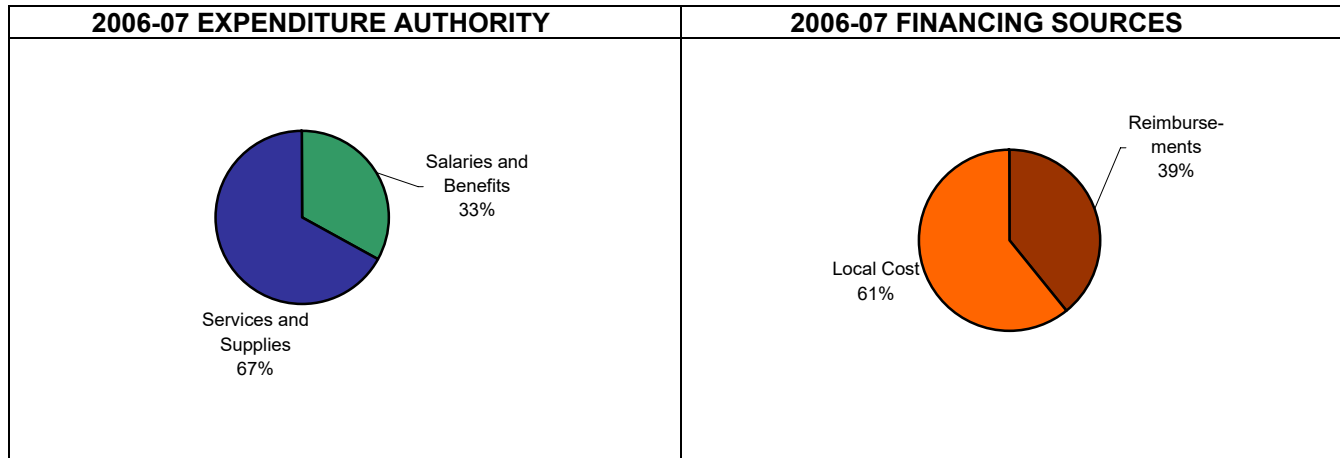 2006-07 EXPENDITURE AUTHORITY
2006-07 FINANCING SOURCES
Salaries and
Benefits
33%
Services and
Supplies
67%
Reimburse-
ments
39%
Local Cost
61%